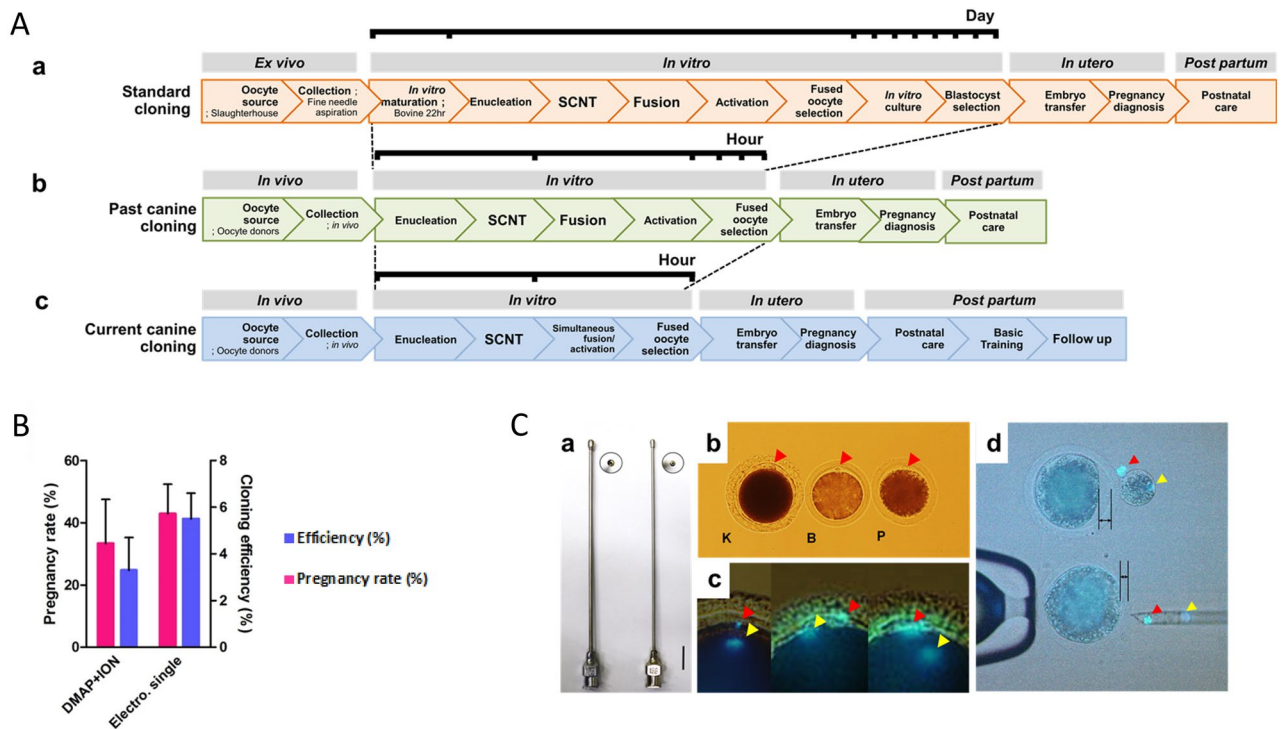 A
Day
a
Ex vivo
In vitro
In utero
Post partum
Standard
cloning
Oocyte
source
; Slaughterhouse
Collection ;
Fine needle
aspiration
In vitro
maturation ;
Bovine 22hr
Enucleation
SCNT
Fusion
Activation
Fused
oocyte
selection
In vitro
culture
Blastocyst
selection
Embryo
transfer
Pregnancy
diagnosis
Postnatal
care
Hour
b
In vivo
In vitro
In utero
Post partum
Past canine
cloning
Oocyte
source
; Oocyte donors
Collection
; in vivo
Enucleation
SCNT
Fusion
Activation
Fused
oocyte
selection
Embryo
transfer
Pregnancy
diagnosis
Postnatal
care
Hour
c
In vivo
In vitro
In utero
Post partum
Current canine
cloning
Oocyte
source
; Oocyte donors
Collection
; in vivo
Enucleation
SCNT
Simultaneous
fusion/
activation
Fused
oocyte
selection
Embryo
transfer
Pregnancy
diagnosis
Postnatal
care
Basic
Training
Follow up
B
Pregnancy rate (%)
60
40
20
0
8
6
4
2
0
Cloning efficiency (%)
DMAP+ION
Electro. single
Efficiency (%)
Pregnancy rate (%)
C
a
b
K
B
P
c
d